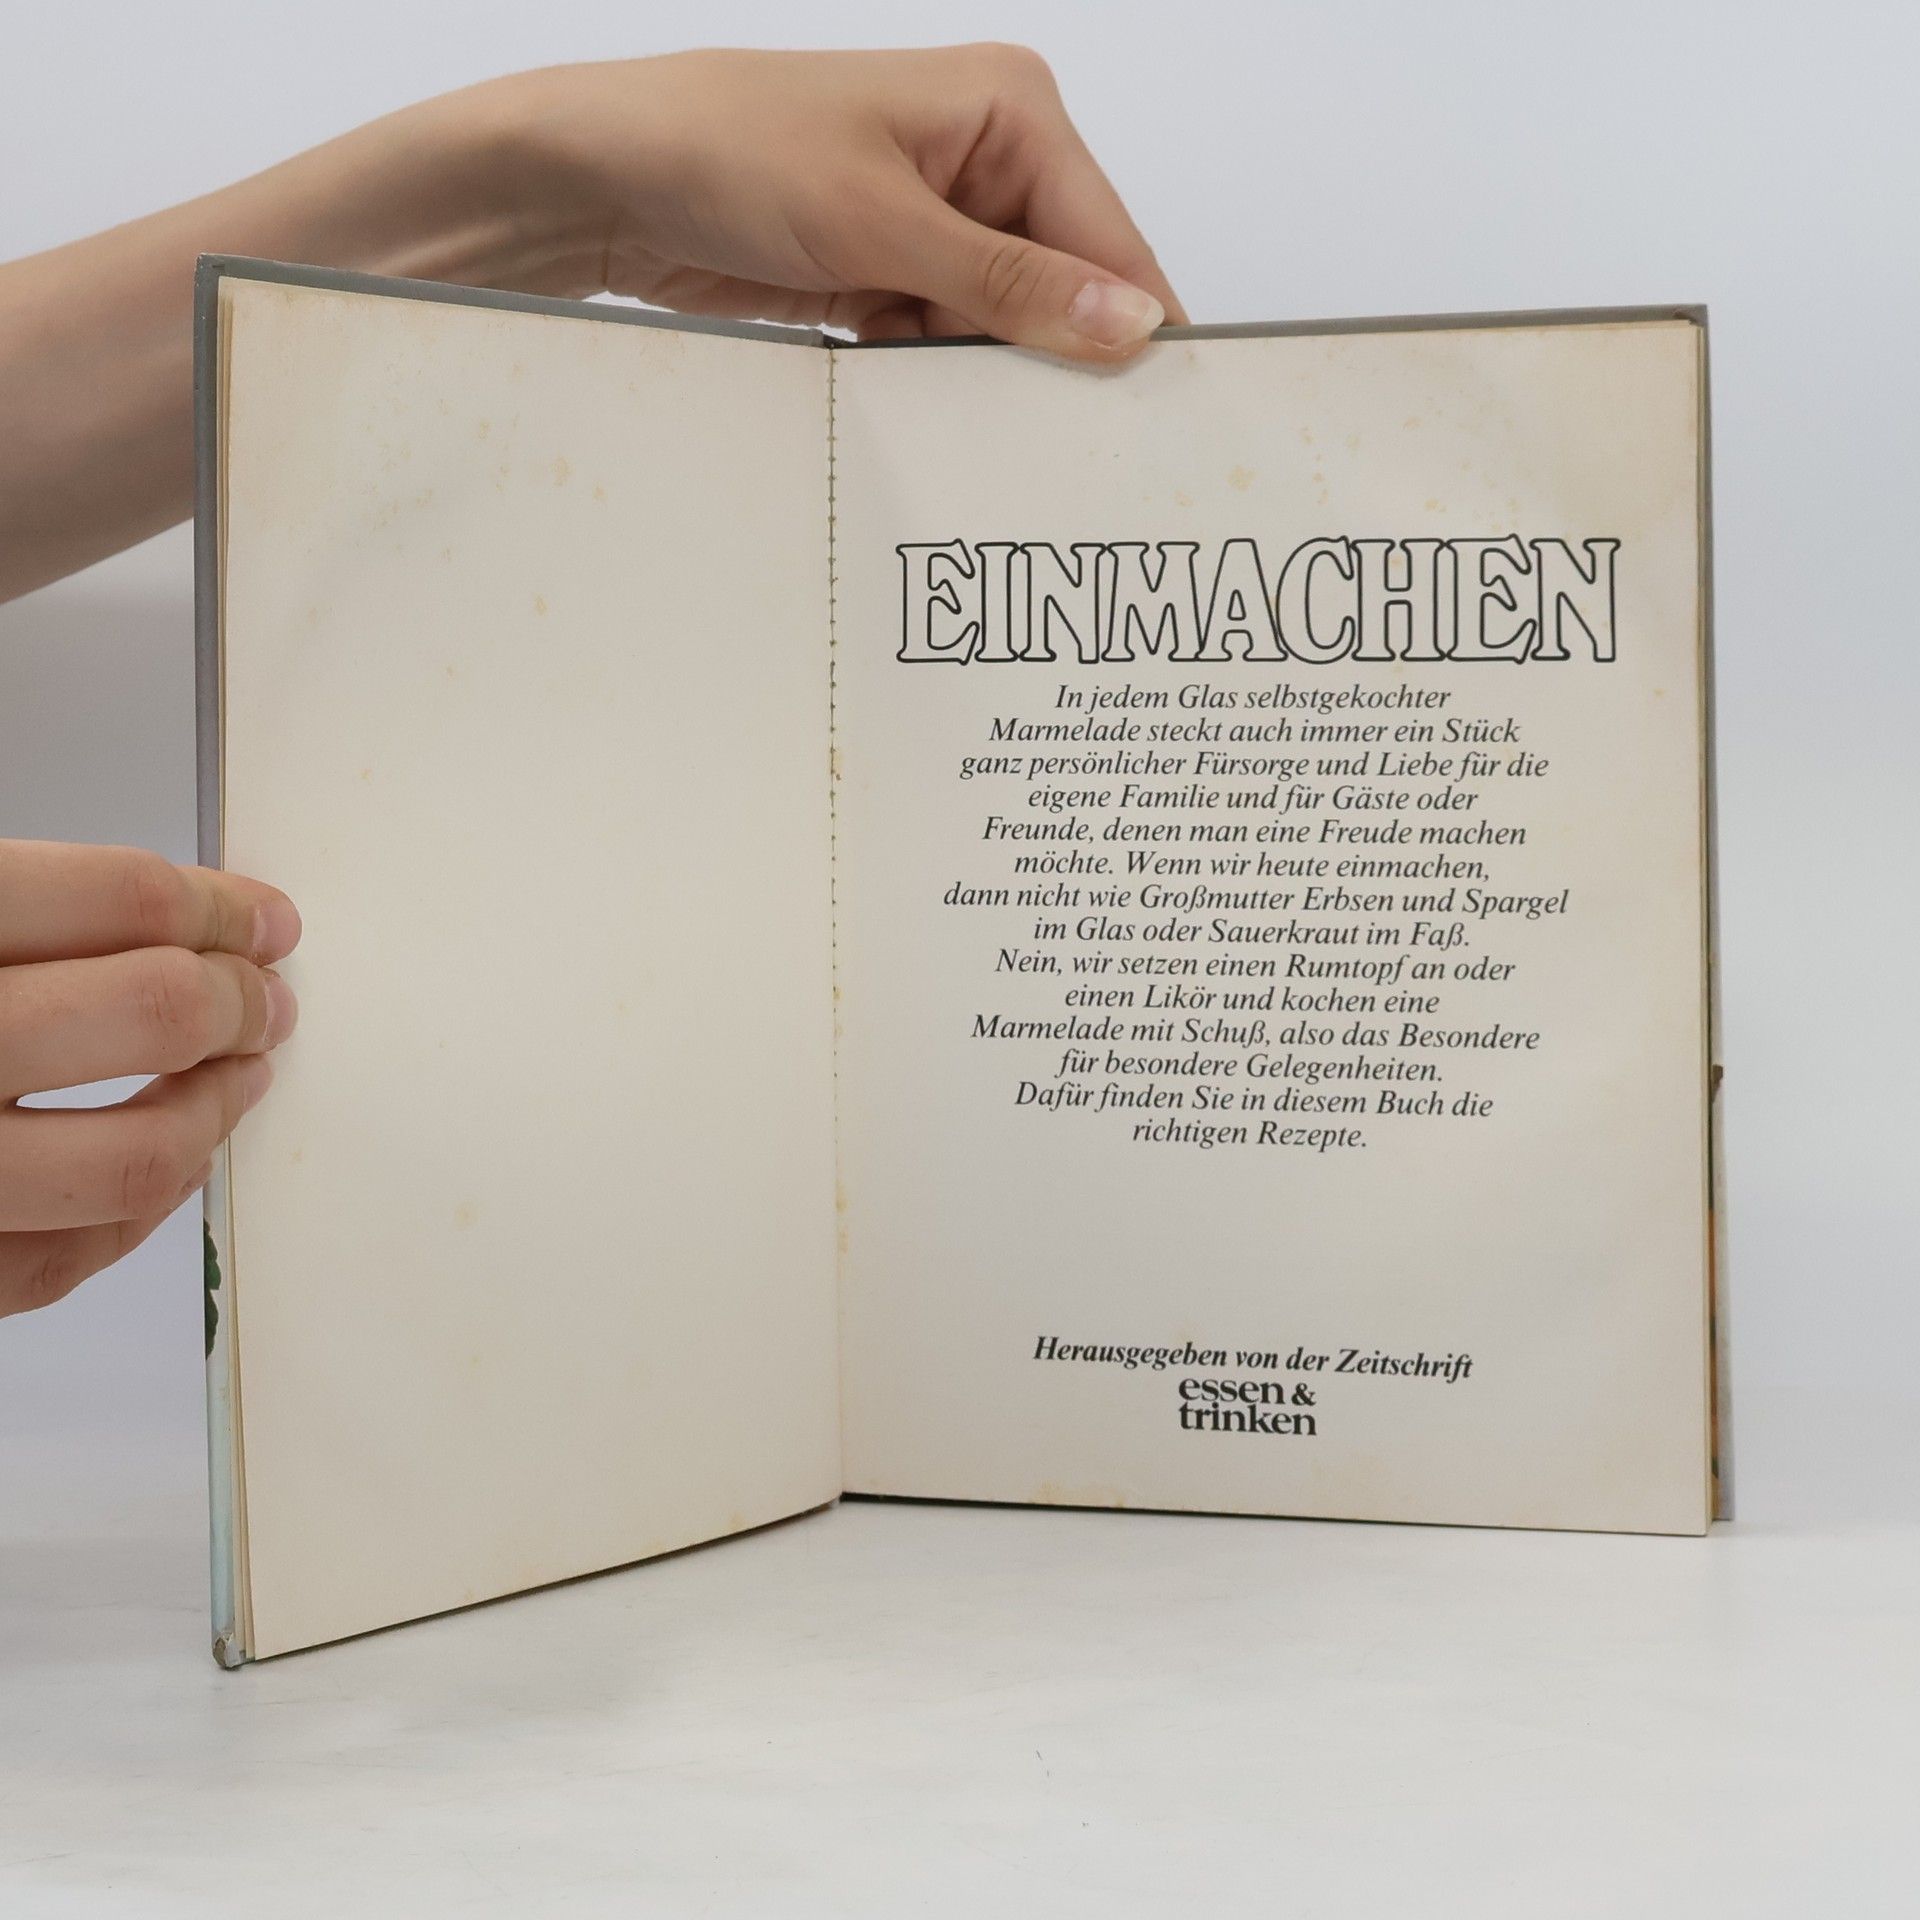 EINMACHEN
In jedem Glas selbstgekochter
Marmelade steckt auch immer ein Stück
ganz persönlicher Fürsorge und Liebe für die
eigene Familie und für Gäste oder
Freunde, denen man eine Freude machen
möchte. Wenn wir heute einmachen,
dann nicht wie Großmutter Erbsen und Spargel
im Glas oder Sauerkraut im Faß.
Nein, wir setzen einen Rumtopf an oder
einen Likör und kochen eine
Marmelade mit Schuß, also das Besondere
für besondere Gelegenheiten.
Dafür finden Sie in diesem Buch die
richtigen Rezepte.
Herausgegeben von der Zeitschrift
essen &
trinken